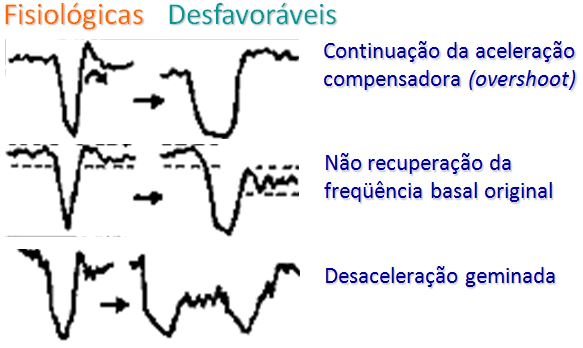 Fisiológicas Desfavoráveis
Continuação da aceleração
compensadora (overshoot)
Não recuperação da
freqüência basal original
Desaceleração geminada